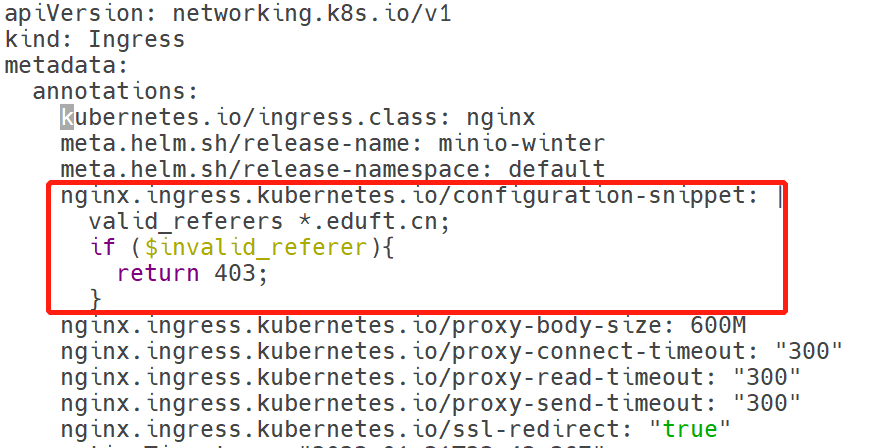 apiVersion: networking.k8s.io/v1
kind: Ingress
metadata:
  annotations:
    kubernetes.io/ingress.class: nginx
    meta.helm.sh/release-name: minio-winter
    meta.helm.sh/release-namespace: default
    nginx.ingress.kubernetes.io/configuration-snippet: |
      valid_referers *.eduft.cn;
      if ($invalid_referer){
        return 403;
      }
    nginx.ingress.kubernetes.io/proxy-body-size: 600M
    nginx.ingress.kubernetes.io/proxy-connect-timeout: "300"
    nginx.ingress.kubernetes.io/proxy-read-timeout: "300"
    nginx.ingress.kubernetes.io/proxy-send-timeout: "300"
    nginx.ingress.kubernetes.io/ssl-redirect: "true"